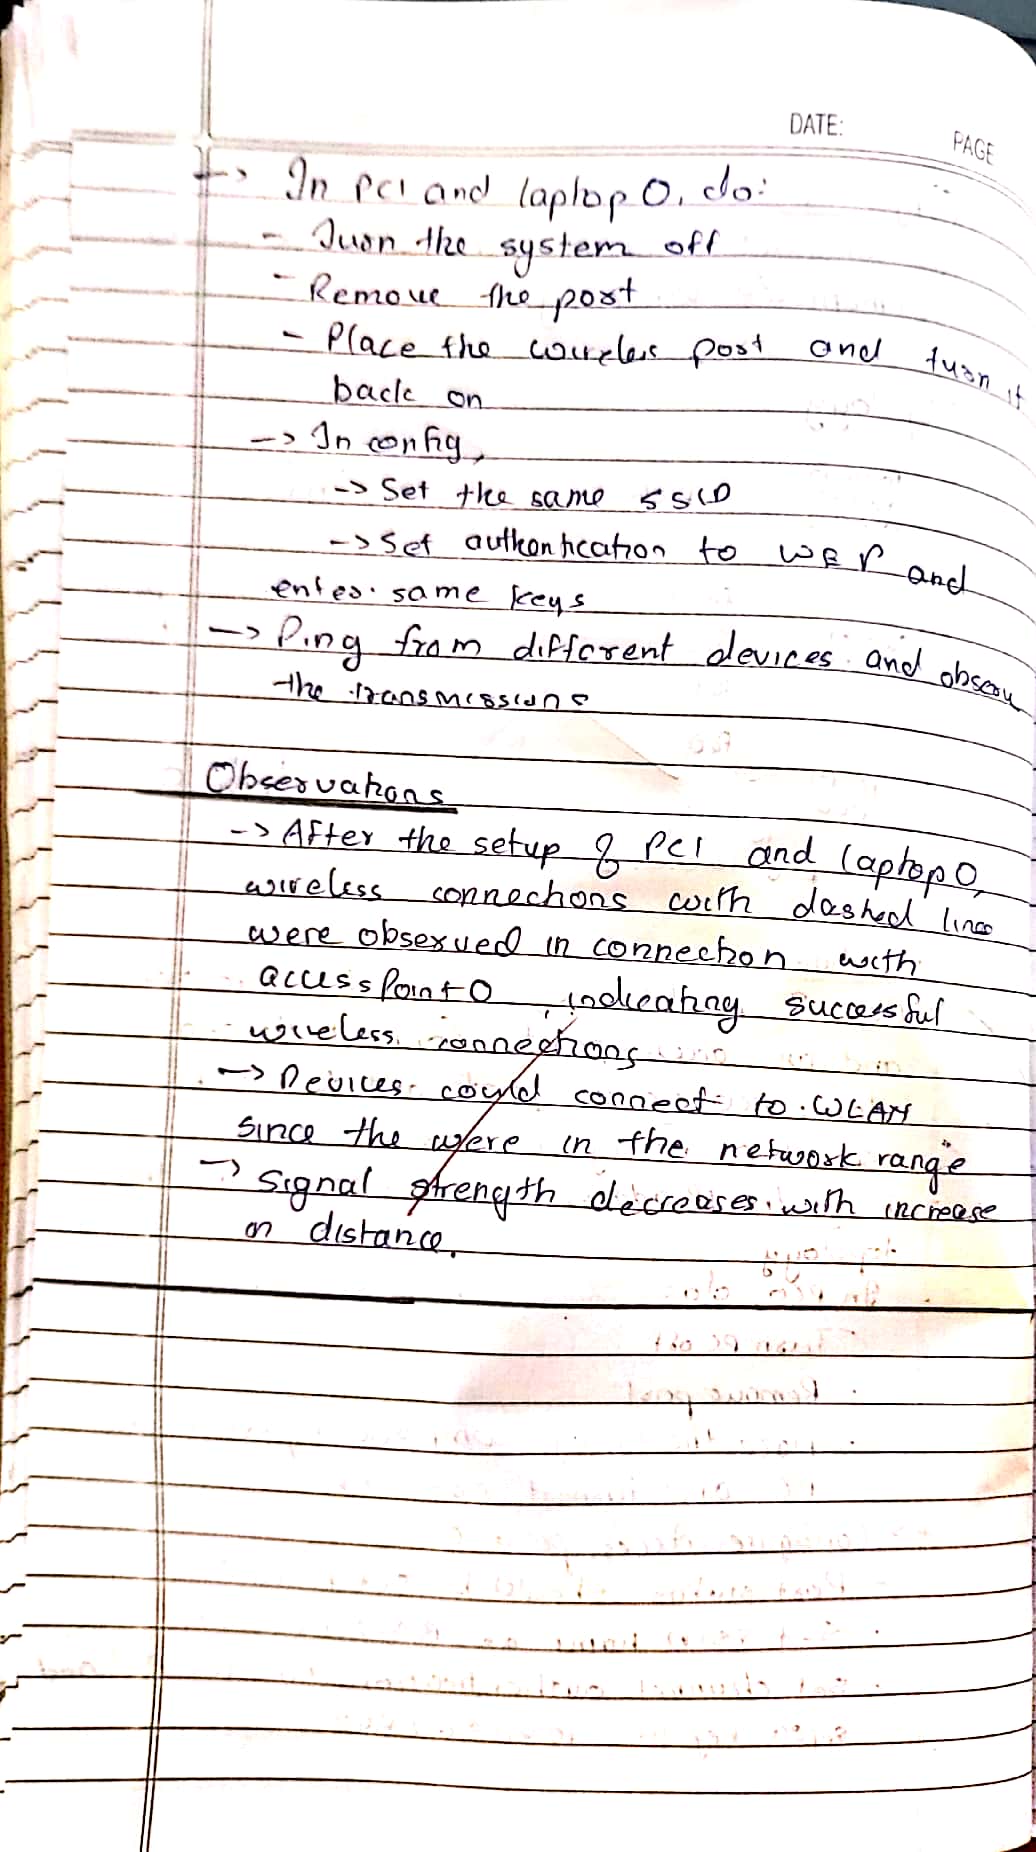 DATE:
PAGE
-> In PC1 and laptop 0, do:
- Turn the system off
- Remove the port
- Place the wireless port and turn it
back on
-> In config,
-> Set the same SSID
-> Set authentication to WEP and
enter same keys
-> Ping from different devices and observe
the transmissions
Observations
-> After the setup of PC1 and laptop 0,
wireless connections with dashed lines
were observed in connection with
access Point 0 indicating successful
wireless connections
-> Devices could connect to WLAN
since the were in the network range
-> Signal strength decreases with increase
in distance.